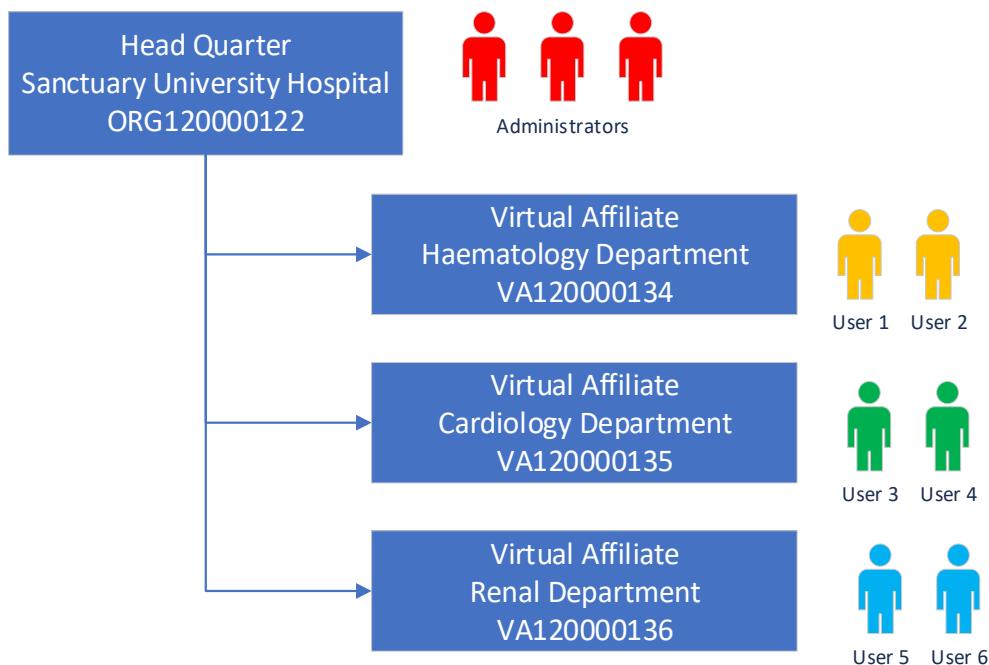 Head Quarter
Sanctuary University Hospital
ORG120000122
Administrators
Virtual Affiliate
Haematology Department
VA120000134
User 1
User 2
Virtual Affiliate
Cardiology Department
VA120000135
User 3
User 4
Virtual Affiliate
Renal Department
VA120000136
User 5
User 6